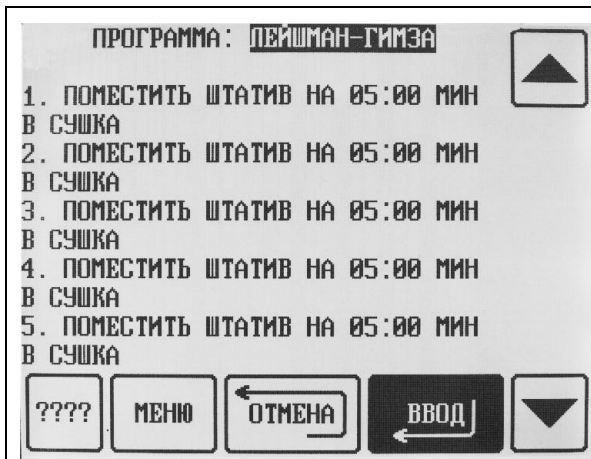 ПРОГРАММА: ЛЕЙШМАН-ГИМЗА
1. ПОМЕСТИТЬ ШТАТИВ НА 05:00 МИН
В СУШКА
2. ПОМЕСТИТЬ ШТАТИВ НА 05:00 МИН
В СУШКА
3. ПОМЕСТИТЬ ШТАТИВ НА 05:00 МИН
В СУШКА
4. ПОМЕСТИТЬ ШТАТИВ НА 05:00 МИН
В СУШКА
5. ПОМЕСТИТЬ ШТАТИВ НА 05:00 МИН
В СУШКА
???? МЕНЮ ОТМЕНА ВВОД